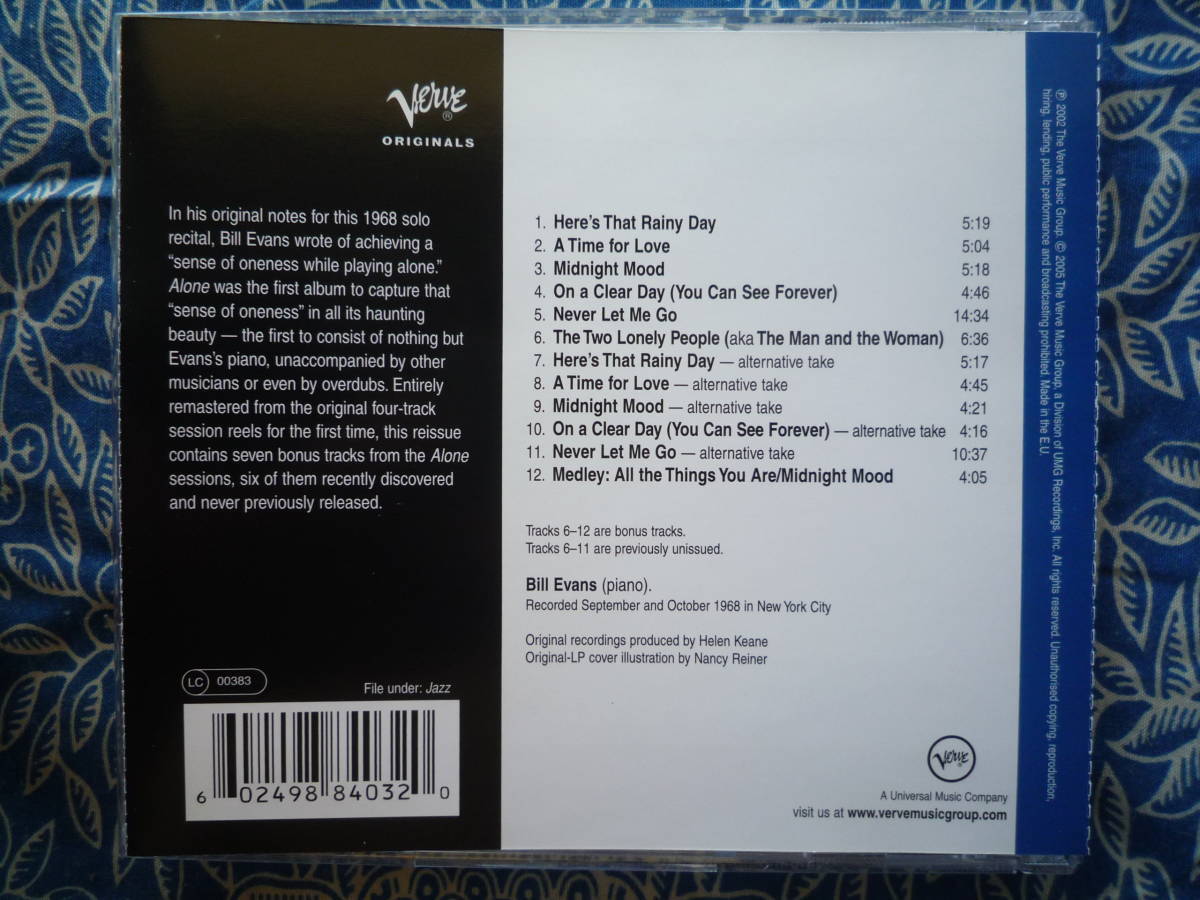 Verve®
ORIGINALS
In his original notes for this 1968 solo
recital, Bill Evans wrote of achieving a
“sense of oneness while playing alone.”
Alone was the first album to capture that
“sense of oneness” in all its haunting
beauty — the first to consist of nothing but
Evans’s piano, unaccompanied by other
musicians or even by overdubs. Entirely
remastered from the original four-track
session reels for the first time, this reissue
contains seven bonus tracks from the Alone
sessions, six of them recently discovered
and never previously released.
LC 00383
File under: Jazz
6 02498 84032 0
1. Here’s That Rainy Day 5:19
2. A Time for Love 5:04
3. Midnight Mood 5:18
4. On a Clear Day (You Can See Forever) 4:46
5. Never Let Me Go 14:34
6. The Two Lonely People (aka The Man and the Woman) 6:36
7. Here’s That Rainy Day — alternative take 5:17
8. A Time for Love — alternative take 4:45
9. Midnight Mood — alternative take 4:21
10. On a Clear Day (You Can See Forever) — alternative take 4:16
11. Never Let Me Go — alternative take 10:37
12. Medley: All the Things You Are/Midnight Mood 4:05
Tracks 6–12 are bonus tracks.
Tracks 6–11 are previously unissued.
Bill Evans (piano).
Recorded September and October 1968 in New York City
Original recordings produced by Helen Keane
Original-LP cover illustration by Nancy Reiner
Verve
A Universal Music Company
visit us at www.vervemusicgroup.com
℗ 2002 The Verve Music Group. © 2005 The Verve Music Group, a Division of UMG Recordings, Inc. All rights reserved. Unauthorised copying, reproduction,
hiring, lending, public performance and broadcasting prohibited. Made in the E.U.